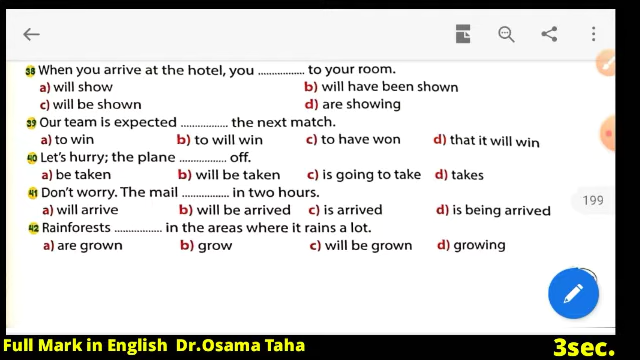 38 When you arrive at the hotel, you ................ to your room.
a) will show b) will have been shown
c) will be shown d) are showing
39 Our team is expected ................ the next match.
a) to win b) to will win c) to have won d) that it will win
40 Let's hurry; the plane ................ off.
a) be taken b) will be taken c) is going to take d) takes
41 Don't worry. The mail ................ in two hours.
a) will arrive b) will be arrived c) is arrived d) is being arrived
42 Rainforests ................ in the areas where it rains a lot.
a) are grown b) grow c) will be grown d) growing
199
Full Mark in English Dr.Osama Taha
3sec.